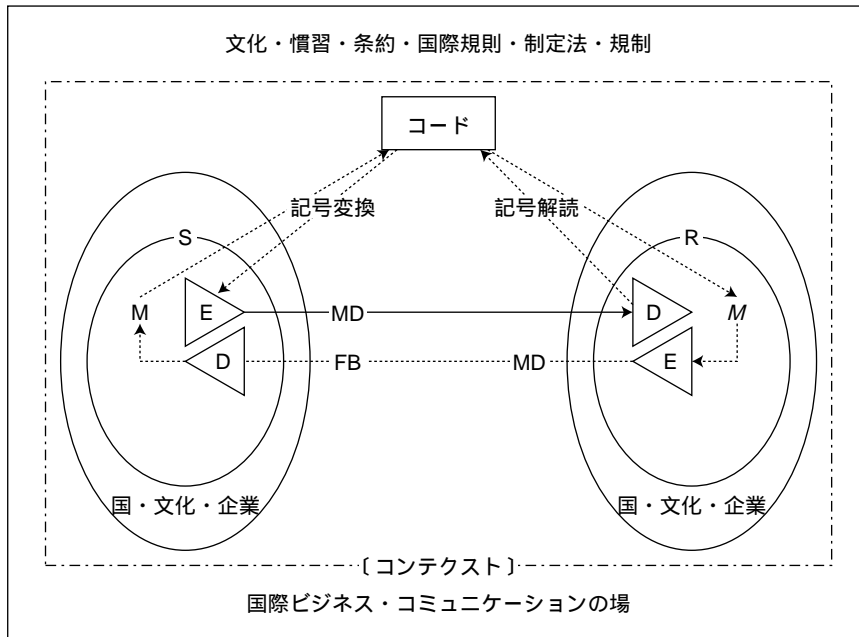 文化・慣習・条約・国際規則・制定法・規制
コード
記号変換
記号解読
S
R
M
E
MD
D
M
D
FB
MD
E
国・文化・企業
国・文化・企業
〔コンテクスト〕
国際ビジネス・コミュニケーションの場